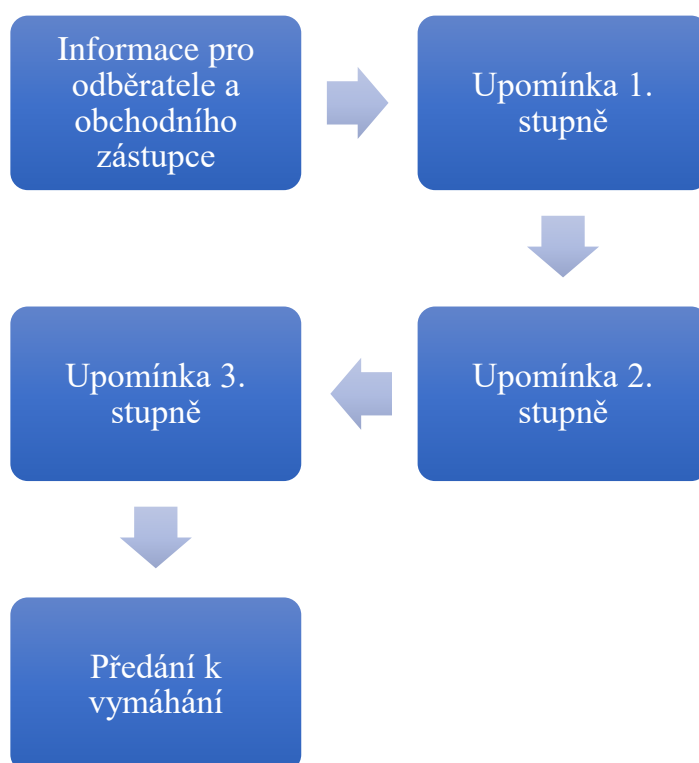 Informace pro
odběratele a
obchodního
zástupce
Upomínka 1.
stupně
Upomínka 2.
stupně
Upomínka 3.
stupně
Předání k
vymáhání